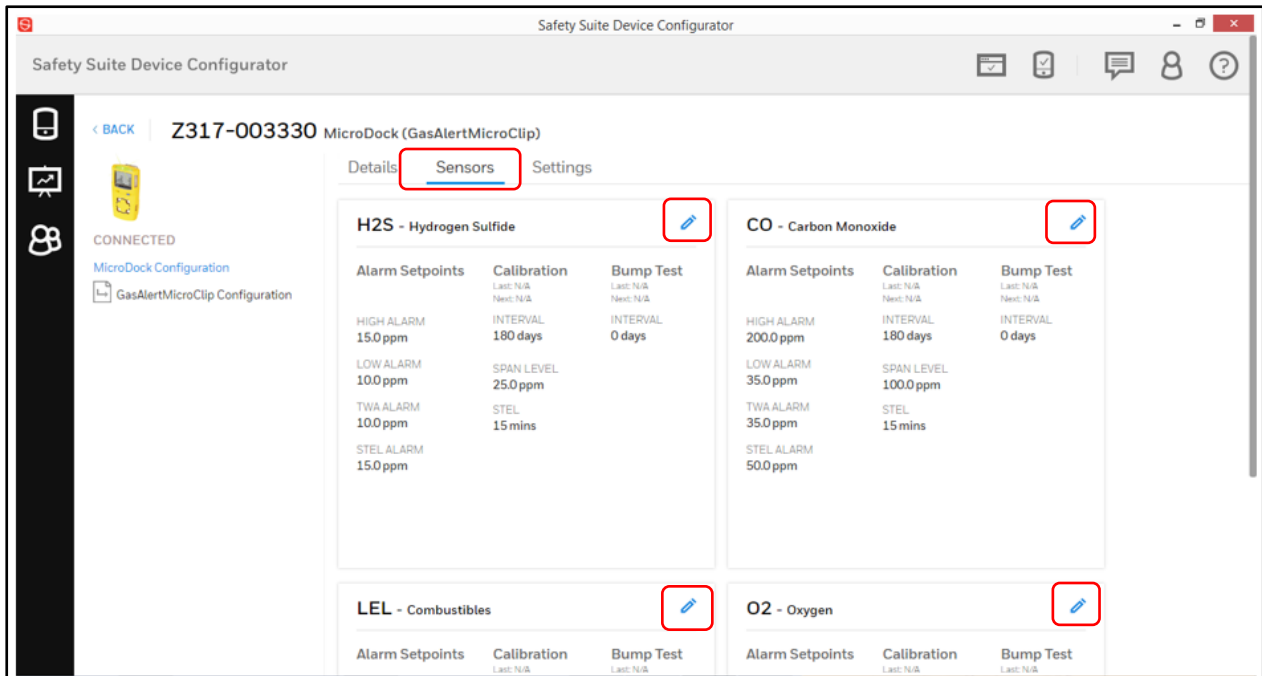 Safety Suite Device Configurator
Safety Suite Device Configurator
< BACK
Z317-003330 MicroDock (GasAlertMicroClip)
Details Sensors Settings
CONNECTED
MicroDock Configuration
GasAlertMicroClip Configuration
H2S - Hydrogen Sulfide
Alarm Setpoints Calibration Bump Test
Last: N/A Last: N/A
Next: N/A Next: N/A
HIGH ALARM INTERVAL INTERVAL
15.0 ppm 180 days 0 days
LOW ALARM SPAN LEVEL
10.0 ppm 25.0 ppm
TWA ALARM STEL
10.0 ppm 15 mins
STEL ALARM
15.0 ppm
CO - Carbon Monoxide
Alarm Setpoints Calibration Bump Test
Last: N/A Last: N/A
Next: N/A Next: N/A
HIGH ALARM INTERVAL INTERVAL
200.0 ppm 180 days 0 days
LOW ALARM SPAN LEVEL
35.0 ppm 100.0 ppm
TWA ALARM STEL
35.0 ppm 15 mins
STEL ALARM
50.0 ppm
LEL - Combustibles
Alarm Setpoints Calibration Bump Test
Last: N/A Last: N/A
O2 - Oxygen
Alarm Setpoints Calibration Bump Test
Last: N/A Last: N/A